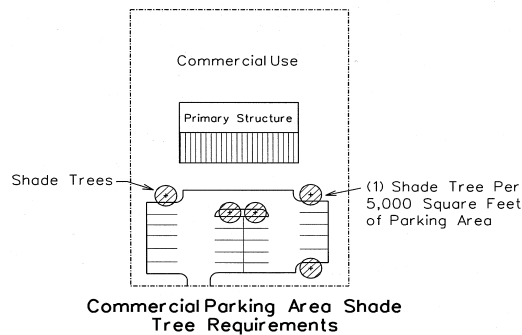 Commercial Use
Primary Structure
Shade Trees
(1) Shade Tree Per
5,000 Square Feet
of Parking Area
Commercial Parking Area Shade
Tree Requirements